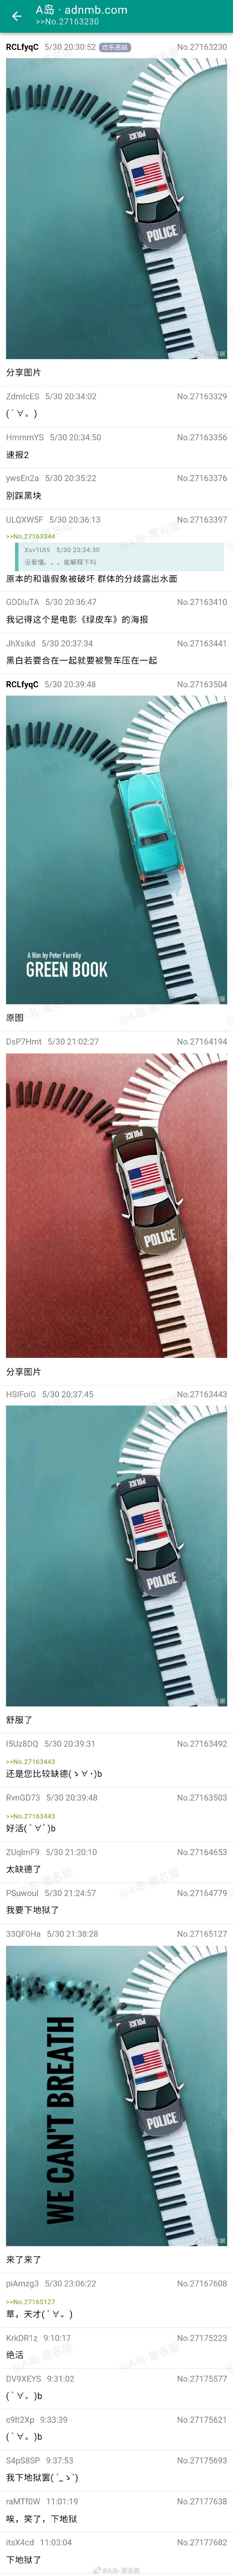 A岛 · adnmb.com
>>No.27163230
RCLfyqC 5/30 20:30:52 欢乐恶搞 No.27163230
POLICE
POLICE
分享图片
ZdmIcES 5/30 20:34:02 No.27163329
(ﾟ∀。)
HmrnmYS 5/30 20:34:50 No.27163356
速报2
ywsEn2a 5/30 20:35:22 No.27163376
别踩黑块
ULQXW5F 5/30 20:36:13 No.27163397
>>No.27163344
Xsv1Ut9 5/30 20:34:30
没看懂。。。能解释下吗
原本的和谐假象被破坏 群体的分歧露出水面
GDDluTA 5/30 20:36:47 No.27163410
我记得这个是电影《绿皮车》的海报
JhXsikd 5/30 20:37:34 No.27163441
黑白若要合在一起就要被警车压在一起
RCLfyqC 5/30 20:39:48 No.27163504
A film by Peter Farrelly
GREEN BOOK
原图
DsP7Hmt 5/30 21:02:27 No.27164194
POLICE
POLICE
分享图片
HSIFoiG 5/30 20:37:45 No.27163443
POLICE
POLICE
舒服了
I5Uz8DQ 5/30 20:39:31 No.27163492
>>No.27163443
还是您比较缺德(ゝ∀･)b
RvnGD73 5/30 20:39:48 No.27163503
>>No.27163443
好活(ﾟ∀ﾟ)b
ZUqlmF9 5/30 21:20:10 No.27164653
太缺德了
PSuwouI 5/30 21:24:57 No.27164779
我要下地狱了
33QF0Ha 5/30 21:38:28 No.27165127
WE CAN'T BREATH
POLICE
POLICE
来了来了
piAmzg3 5/30 23:06:22 No.27167608
>>No.27165127
草，天才(ﾟ∀。)
KrkDR1z 9:10:17 No.27175223
绝活
DV9XEYS 9:31:02 No.27175577
(ﾟ∀。)b
c9lt2Xp 9:33:39 No.27175621
(ﾟ∀。)b
S4pS8SP 9:37:53 No.27175693
我下地狱罢(´_ゝ`)
raMTf0W 11:01:19 No.27177638
唉，笑了，下地狱
itsX4cd 11:03:04 No.27177682
下地狱了
@A岛-匿名版